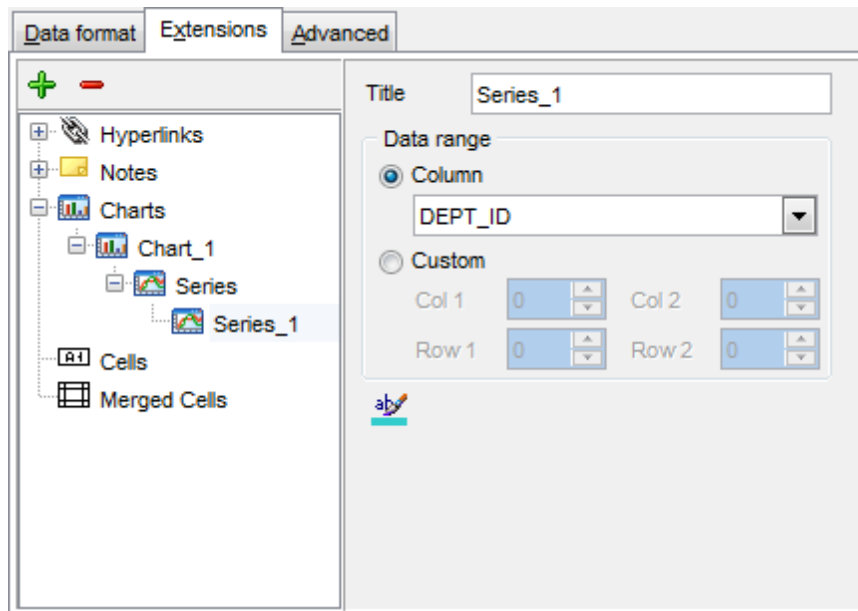 Data format Extensions Advanced
Hyperlinks
Notes
Charts
Chart_1
Series
Series_1
Cells
Merged Cells
Title Series_1
Data range
Column
DEPT_ID
Custom
Col 1 0 Col 2 0
Row 1 0 Row 2 0
ab